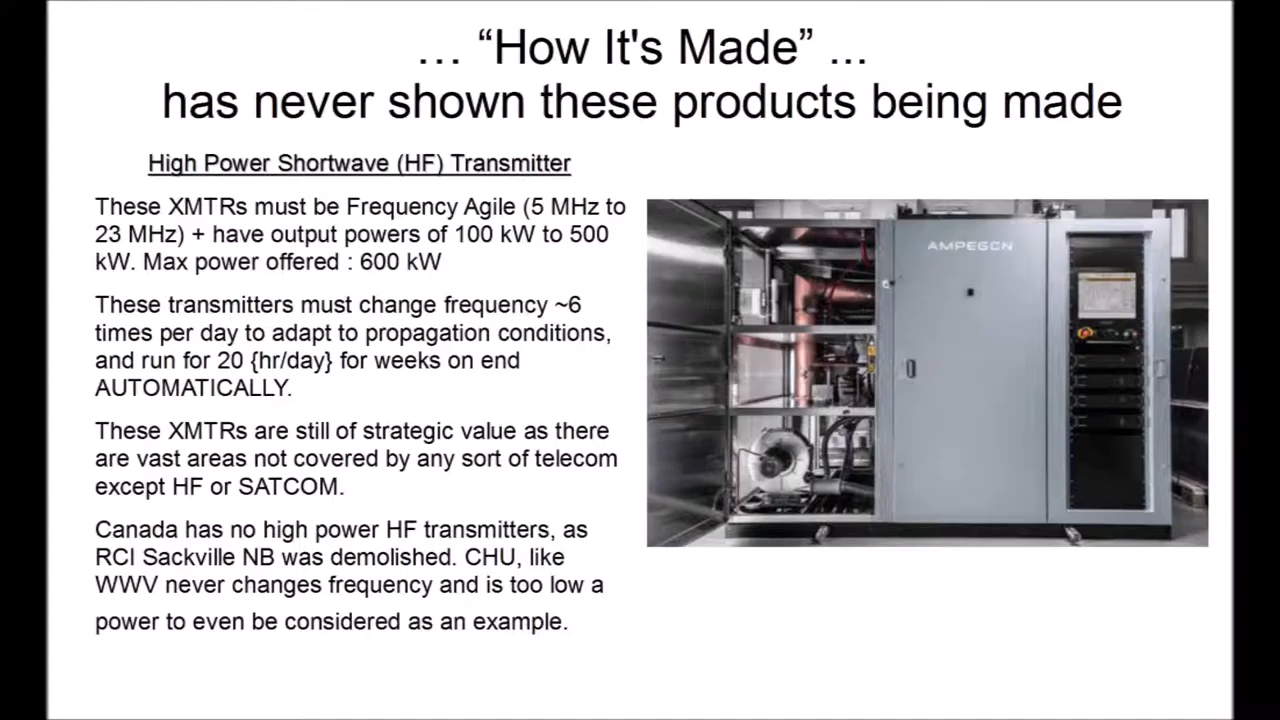 … “How It's Made” ...
has never shown these products being made
High Power Shortwave (HF) Transmitter
These XMTRs must be Frequency Agile (5 MHz to
23 MHz) + have output powers of 100 kW to 500
kW. Max power offered : 600 kW
These transmitters must change frequency ~6
times per day to adapt to propagation conditions,
and run for 20 {hr/day} for weeks on end
AUTOMATICALLY.
These XMTRs are still of strategic value as there
are vast areas not covered by any sort of telecom
except HF or SATCOM.
Canada has no high power HF transmitters, as
RCI Sackville NB was demolished. CHU, like
WWV never changes frequency and is too low a
power to even be considered as an example.
AMPEGON